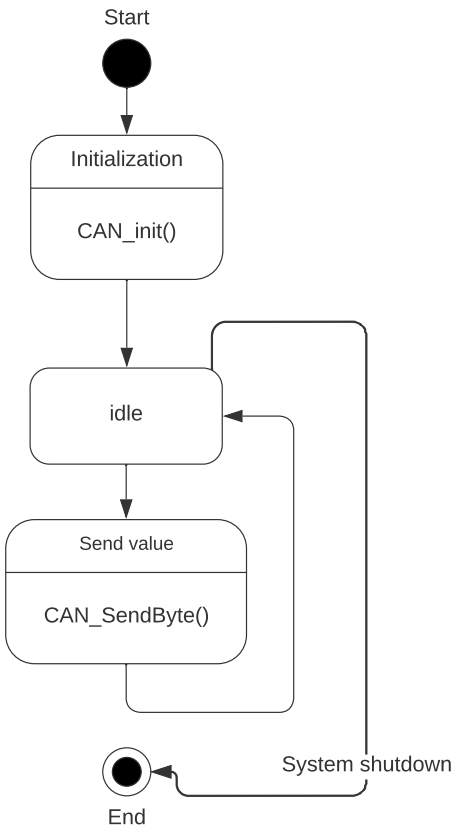 Start
Initialization
CAN_init()
idle
Send value
CAN_SendByte()
System shutdown
End